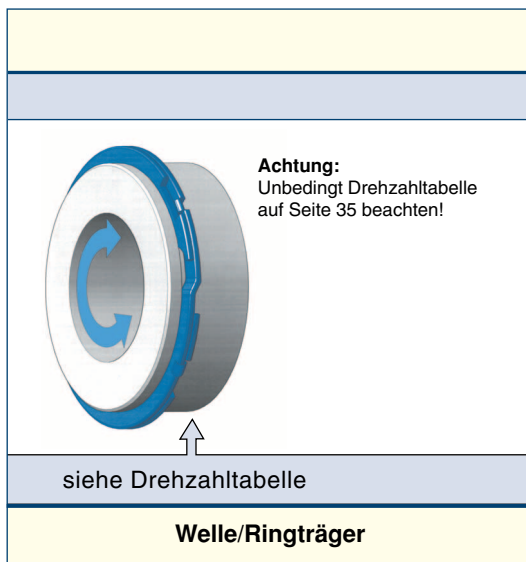 Achtung:
Unbedingt Drehzahltabelle
auf Seite 35 beachten!
siehe Drehzahltabelle
Welle/Ringträger